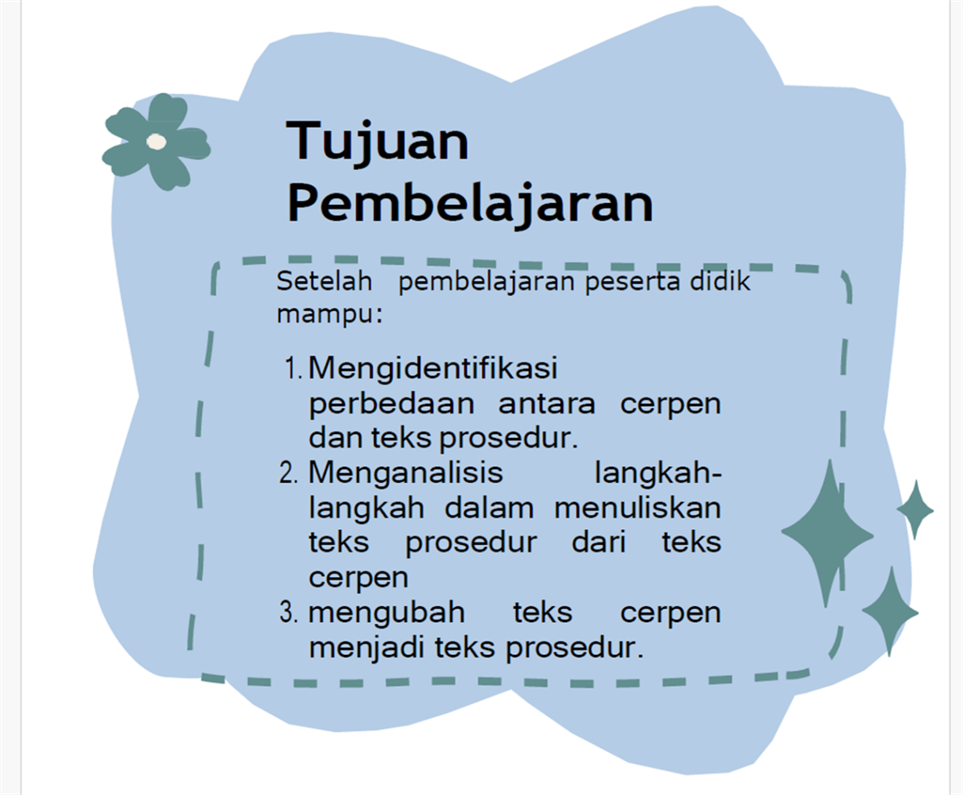 Tujuan
Pembelajaran
Setelah pembelajaran peserta didik
mampu:
1. Mengidentifikasi
perbedaan antara cerpen
dan teks prosedur.
2. Menganalisis langkah-
langkah dalam menuliskan
teks prosedur dari teks
cerpen
3. mengubah teks cerpen
menjadi teks prosedur.